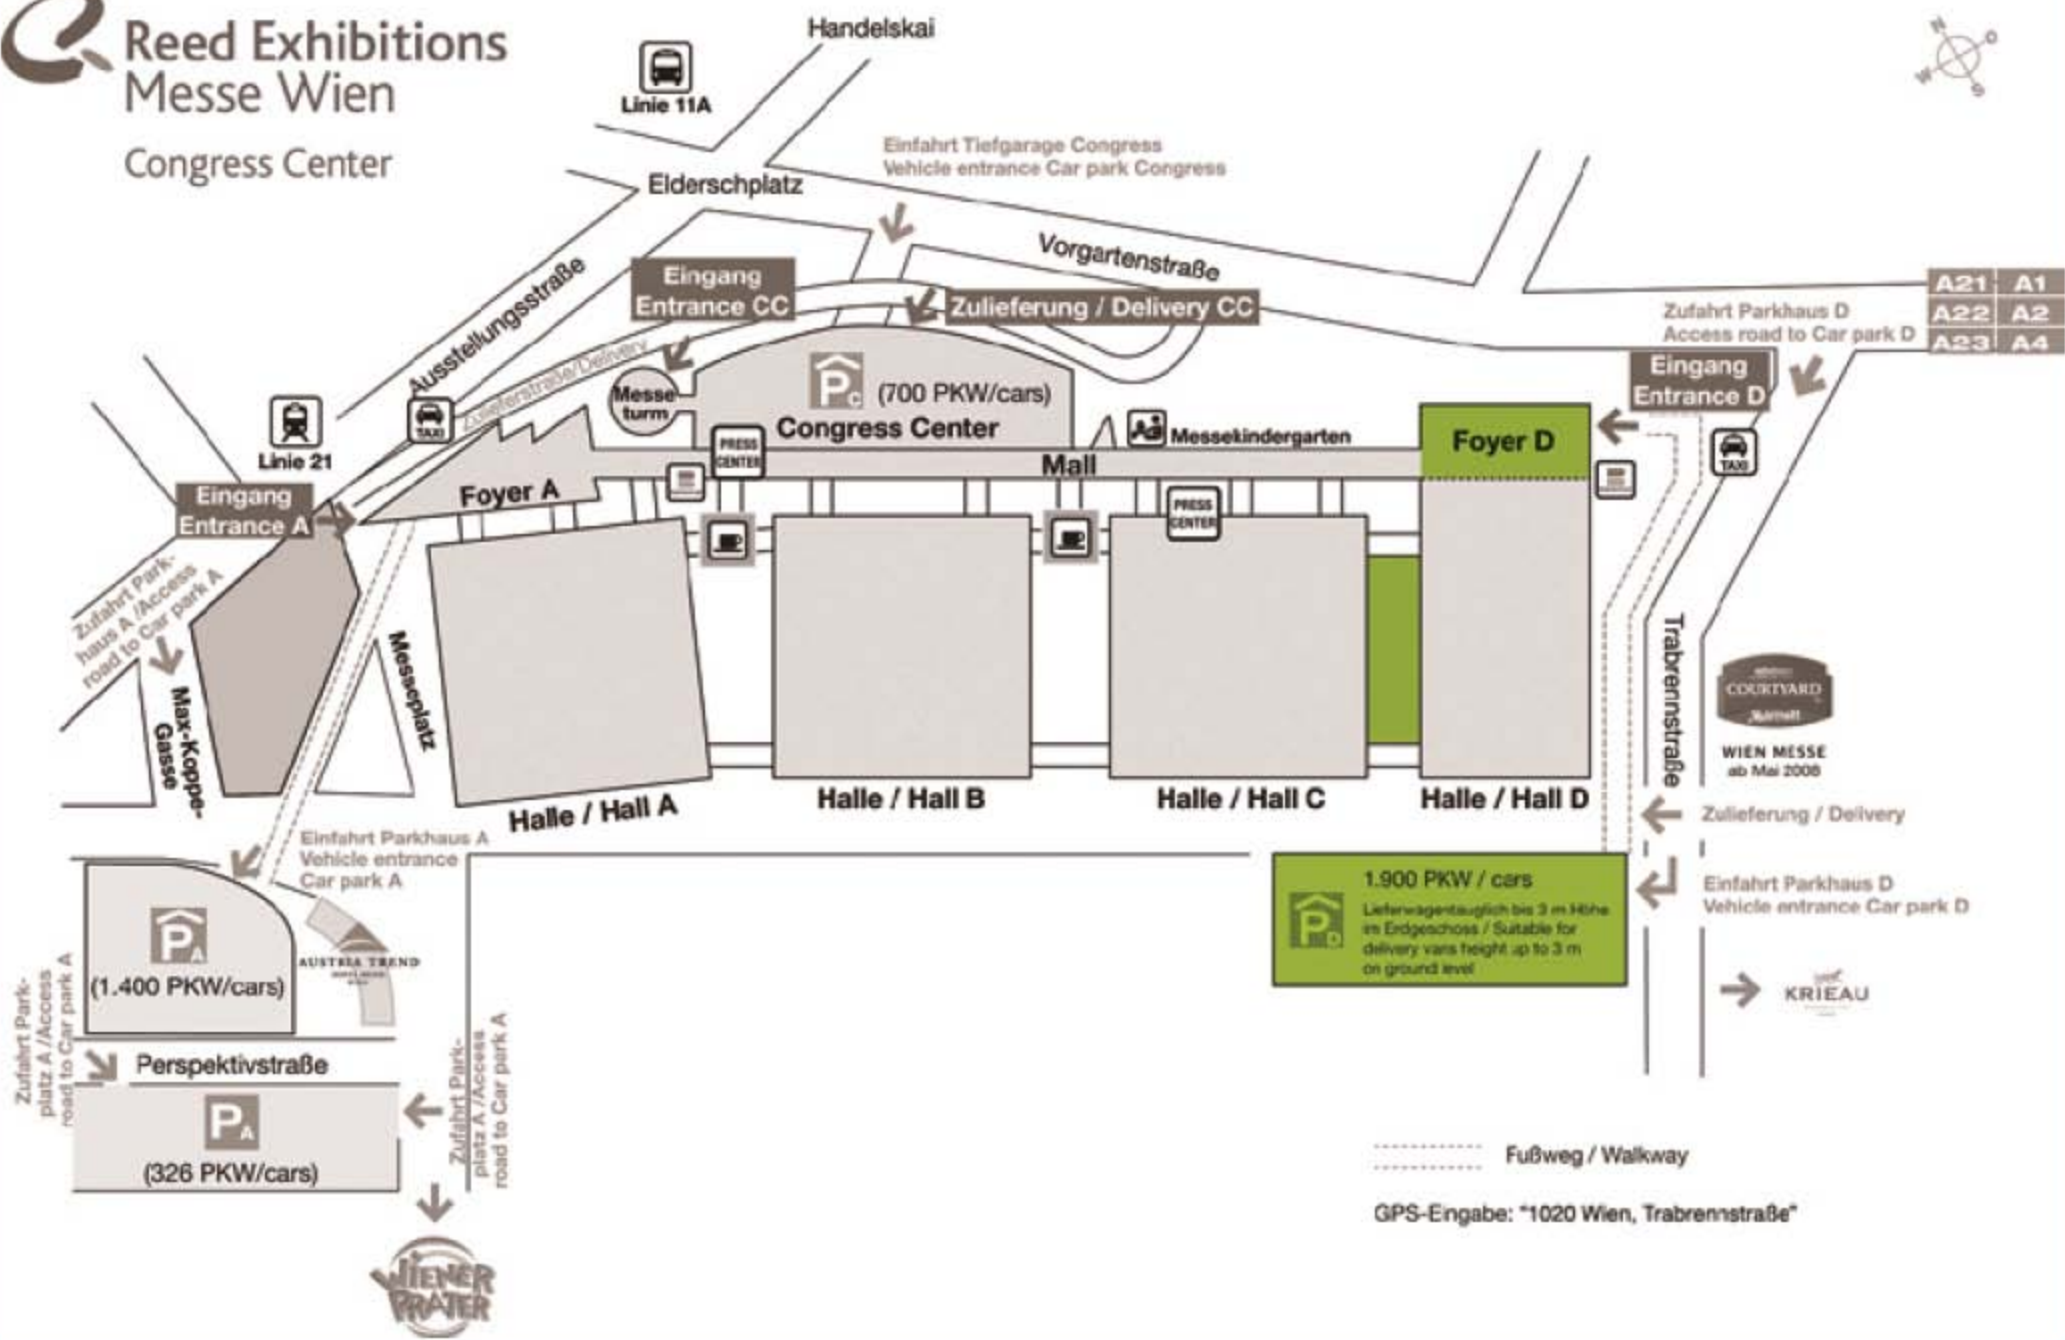 Reed Exhibitions
Messe Wien
Congress Center
Handelskai
Linie 11A
N
O
W
S
Einfahrt Tiefgarage Congress
Vehicle entrance Car park Congress
Elderschplatz
Vorgartenstraße
Ausstellungsstraße
Eingang
Entrance CC
Zulieferung / Delivery CC
A21 A1
A22 A2
A23 A4
Zufahrt Parkhaus D
Access road to Car park D
Eingang
Entrance D
Zulieferstraße/Delivery
Messe
turm
P C
(700 PKW/cars)
Congress Center
TAXI
Linie 21
PRESS
CENTER
Messekindergarten
Mall
Foyer D
TAXI
Foyer A
Eingang
Entrance A
PRESS
CENTER
Zufahrt Park-
haus A /Access
road to Car park A
Max-Koppe-
Gasse
Messeplatz
Trabrennstraße
COURTYARD
Marriott
WIEN MESSE
ab Mai 2008
Halle / Hall A
Halle / Hall B
Halle / Hall C
Halle / Hall D
Zulieferung / Delivery
Einfahrt Parkhaus A
Vehicle entrance
Car park A
1.900 PKW / cars
P D
Lieferwagentauglich bis 3 m Höhe
im Erdgeschoss / Suitable for
delivery vans height up to 3 m
on ground level
Einfahrt Parkhaus D
Vehicle entrance Car park D
P A
(1.400 PKW/cars)
AUSTRIA TREND
KRIEAU
Zufahrt Park-
platz A /Access
road to Car park A
Perspektivstraße
Zufahrt Park-
platz A /Access
road to Car park A
P A
(326 PKW/cars)
WIENER
PRATER
Fußweg / Walkway
GPS-Eingabe: "1020 Wien, Trabrennstraße"